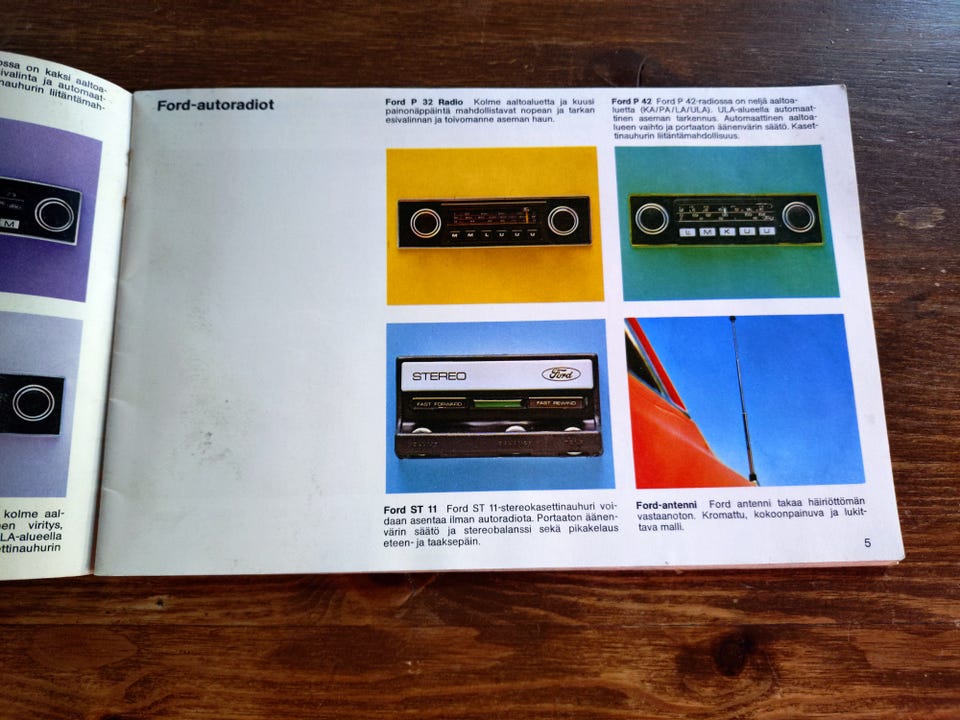 ossa on kaksi aaltoa-
ivalinta ja automaat-
nauhurin liitäntämah-
M
kolme aal-
en viritys,
LA-alueella
ettinauhurin
Ford-autoradiot
Ford P 32 Radio Kolme aaltoaluetta ja kuusi
painonäppäintä mahdollistavat nopean ja tarkan
esivalinnan ja toivomanne aseman haun.
M M L U U U
Ford P 42 Ford P 42-radiossa on neljä aaltoa-
luetta (KA/PA/LA/ULA). ULA-alueella automaat-
tinen aseman tarkennus. Automaattinen aaltoa-
lueen vaihto ja portaaton äänenvärin säätö. Kaset-
tinauhurin liitäntämahdollisuus.
L M K U U
STEREO Ford
FAST FORWARD FAST REWIND
BALANCE
Ford ST 11 Ford ST 11-stereokasettinauhuri voi-
daan asentaa ilman autoradiota. Portaaton äänen-
värin säätö ja stereobalanssi sekä pikakelaus
eteen- ja taaksepäin.
Ford-antenni Ford antenni takaa häiriöttömän
vastaanoton. Kromattu, kokoonpainuva ja lukit-
tava malli.
5